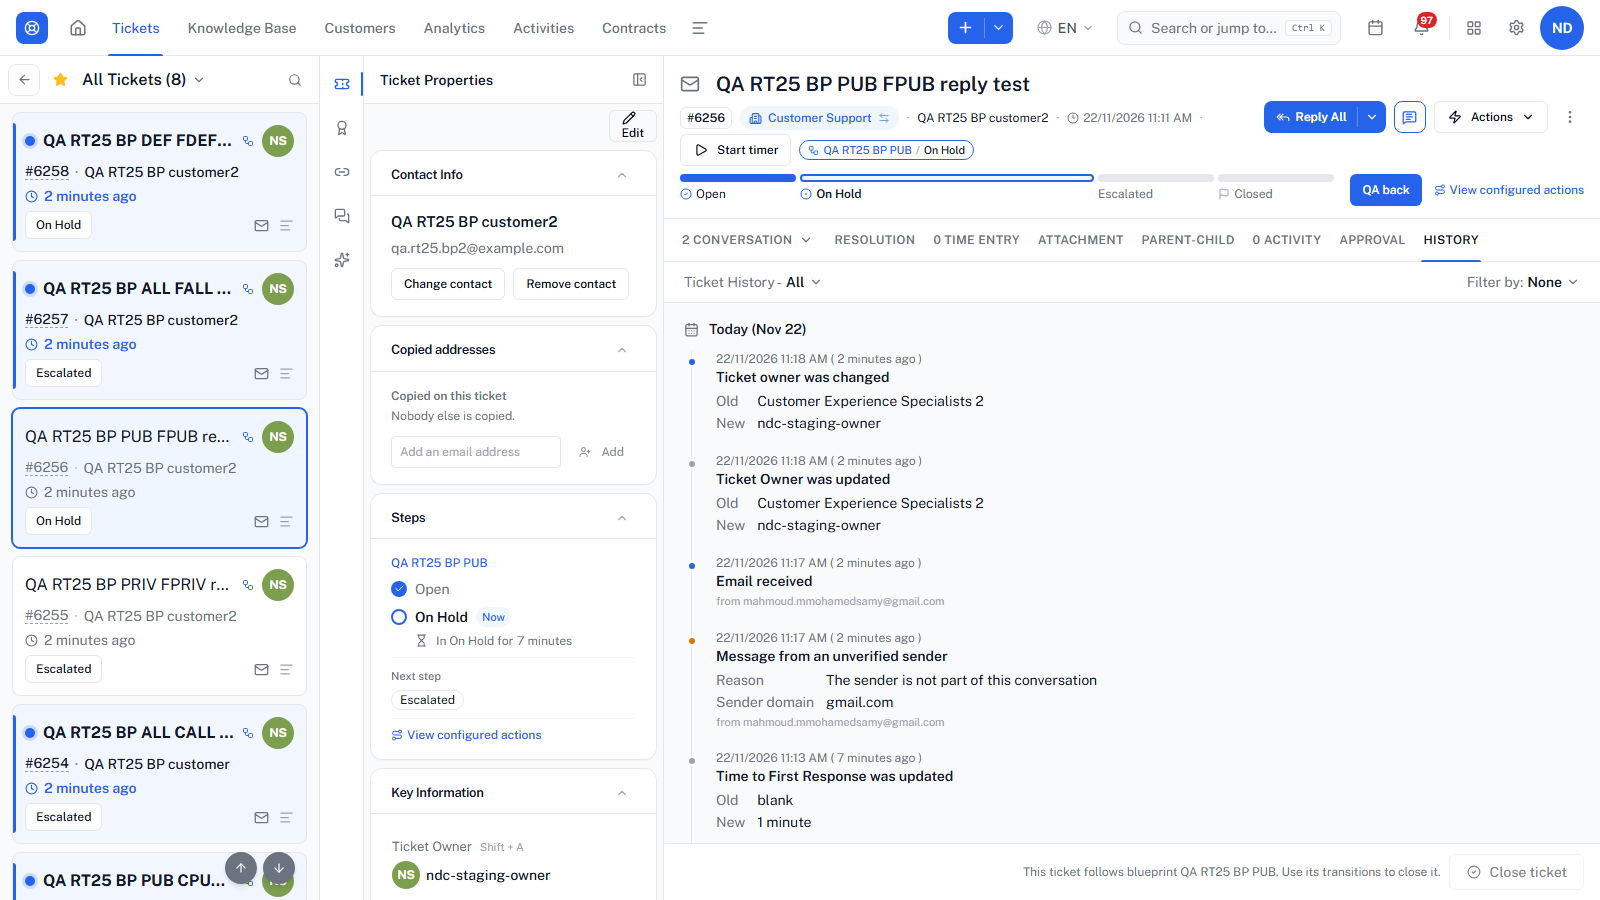 Tickets
Knowledge Base
Customers
Analytics
Activities
Contracts
EN
Search or jump to...
Ctrl K
97
ND
All Tickets (8)
QA RT25 BP DEF FDEF...
NS
#6258 · QA RT25 BP customer2
2 minutes ago
On Hold
QA RT25 BP ALL FALL ...
NS
#6257 · QA RT25 BP customer2
2 minutes ago
Escalated
QA RT25 BP PUB FPUB re...
NS
#6256 · QA RT25 BP customer2
2 minutes ago
On Hold
QA RT25 BP PRIV FPRIV r...
NS
#6255 · QA RT25 BP customer2
2 minutes ago
Escalated
QA RT25 BP ALL CALL ...
NS
#6254 · QA RT25 BP customer
2 minutes ago
Escalated
QA RT25 BP PUB CPU...
Ticket Properties
Edit
Contact Info
QA RT25 BP customer2
qa.rt25.bp2@example.com
Change contact
Remove contact
Copied addresses
Copied on this ticket
Nobody else is copied.
Add an email address
Add
Steps
QA RT25 BP PUB
Open
On Hold Now
In On Hold for 7 minutes
Next step
Escalated
View configured actions
Key Information
Ticket Owner Shift + A
NS ndc-staging-owner
QA RT25 BP PUB FPUB reply test
#6256 Customer Support · QA RT25 BP customer2 · 22/11/2026 11:11 AM ·
Reply All
Actions
Start timer
QA RT25 BP PUB / On Hold
Open
On Hold
Escalated
Closed
QA back
View configured actions
2 CONVERSATION
RESOLUTION
0 TIME ENTRY
ATTACHMENT
PARENT-CHILD
0 ACTIVITY
APPROVAL
HISTORY
Ticket History - All
Filter by: None
Today (Nov 22)
22/11/2026 11:18 AM ( 2 minutes ago )
Ticket owner was changed
Old Customer Experience Specialists 2
New ndc-staging-owner
22/11/2026 11:18 AM ( 2 minutes ago )
Ticket Owner was updated
Old Customer Experience Specialists 2
New ndc-staging-owner
22/11/2026 11:17 AM ( 2 minutes ago )
Email received
from mahmoud.mmohamedsamy@gmail.com
22/11/2026 11:17 AM ( 2 minutes ago )
Message from an unverified sender
Reason The sender is not part of this conversation
Sender domain gmail.com
from mahmoud.mmohamedsamy@gmail.com
22/11/2026 11:13 AM ( 7 minutes ago )
Time to First Response was updated
Old blank
New 1 minute
This ticket follows blueprint QA RT25 BP PUB. Use its transitions to close it.
Close ticket